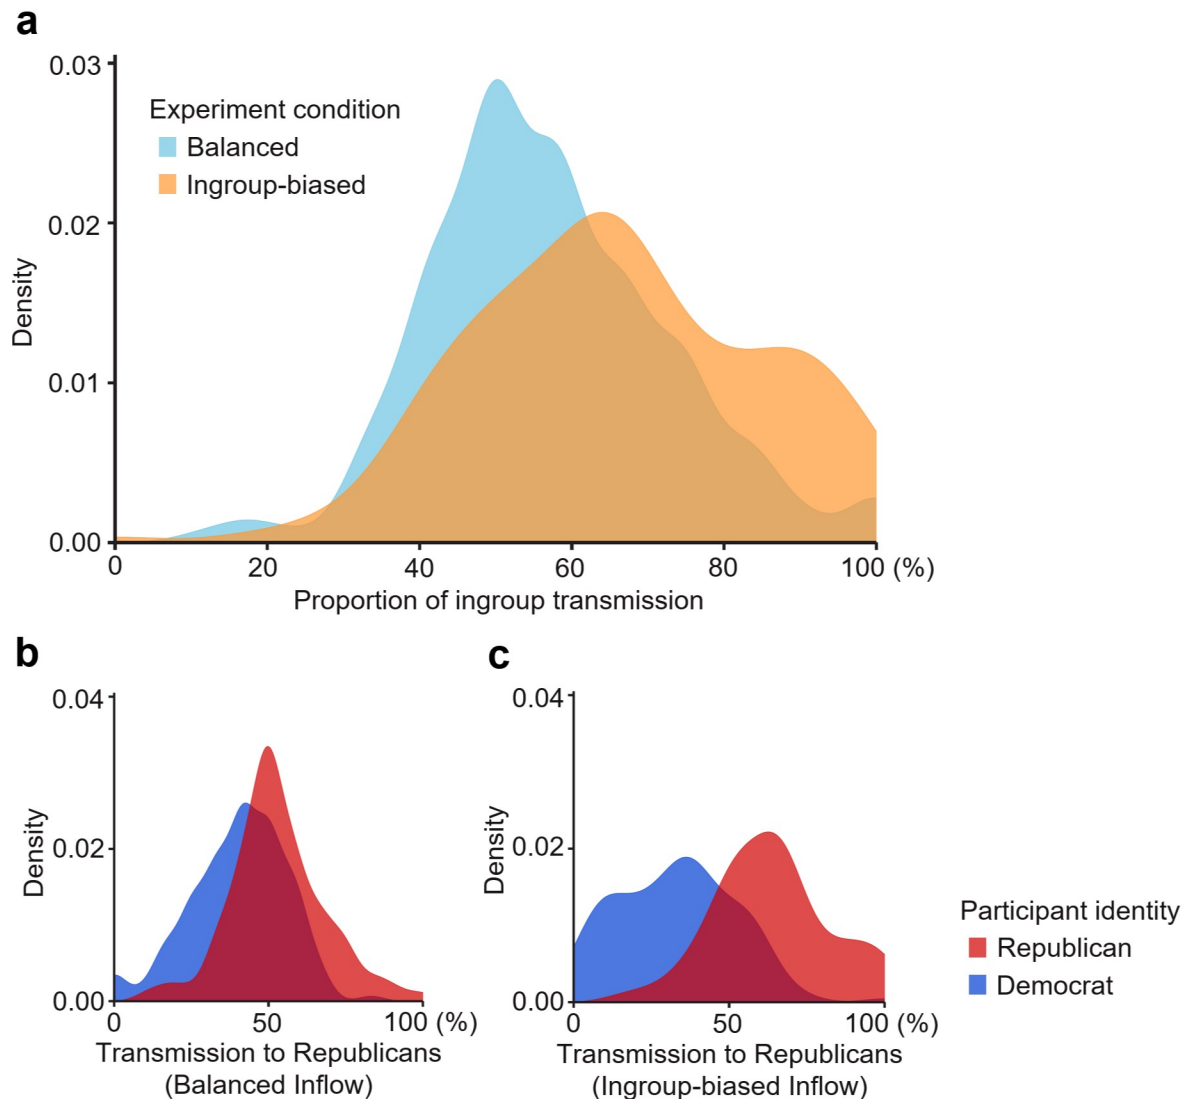 a
0.03
Experiment condition
Balanced
Ingroup-biased
0.02
Density
0.01
0.00
0 20 40 60 80 100 (%)
Proportion of ingroup transmission
b
0.04
Density
0.02
0.00
0 50 100 (%)
Transmission to Republicans
(Balanced Inflow)
c
0.04
Density
0.02
0.00
0 50 100 (%)
Transmission to Republicans
(Ingroup-biased Inflow)
Participant identity
Republican
Democrat